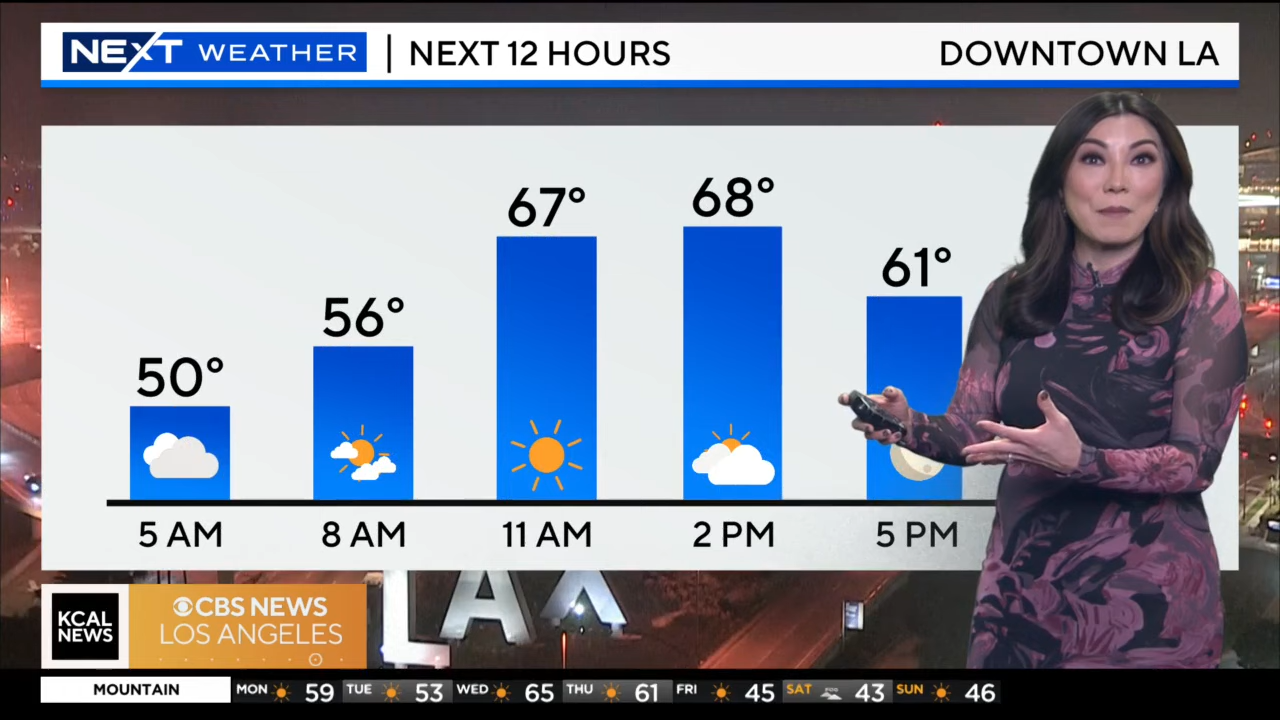 NEXT WEATHER | NEXT 12 HOURS DOWNTOWN LA
50° 56° 67° 68° 61°
5 AM 8 AM 11 AM 2 PM 5 PM
LAX
KCAL NEWS
CBS NEWS
LOS ANGELES
MOUNTAIN MON 59 TUE 53 WED 65 THU 61 FRI 45 SAT FOG 43 SUN 46